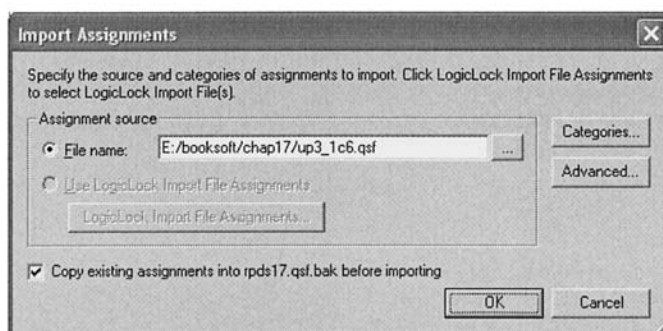 Import Assignments
Specify the source and categories of assignments to import. Click LogicLock Import File Assignments
to select LogicLock Import File(s).
Assignment source
File name:
E:/booksoft/chap17/up3_1c6.qsf
...
Categories...
Use LogicLock Import File Assignments
Advanced...
LogicLock Import File Assignments...
Copy existing assignments into rpds17.qsf.bak before importing
OK
Cancel